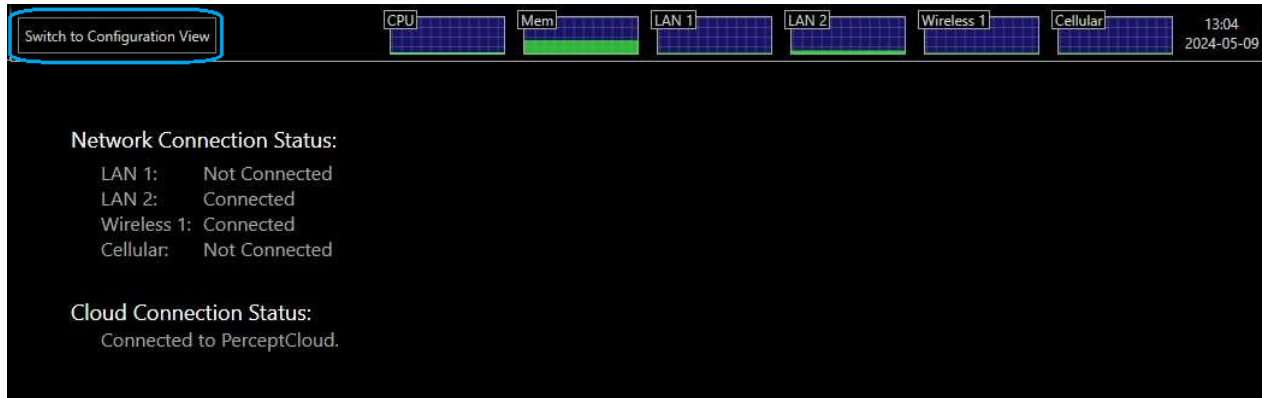 Switch to Configuration View
CPU
Mem
LAN 1
LAN 2
Wireless 1
Cellular
13:04
2024-05-09
Network Connection Status:
LAN 1: Not Connected
LAN 2: Connected
Wireless 1: Connected
Cellular: Not Connected
Cloud Connection Status:
Connected to PerceptCloud.